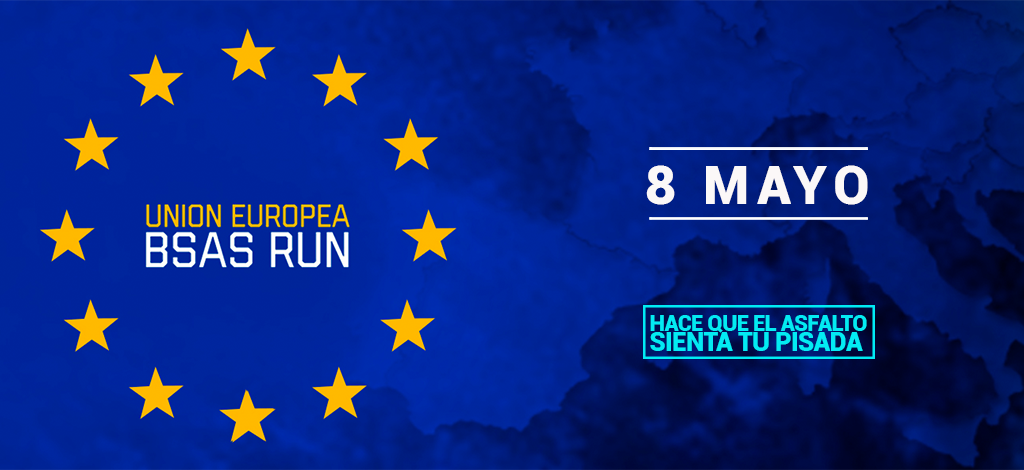 UNION EUROPEA
BSAS RUN
8 MAYO
HACE QUE EL ASFALTO
SIENTA TU PISADA